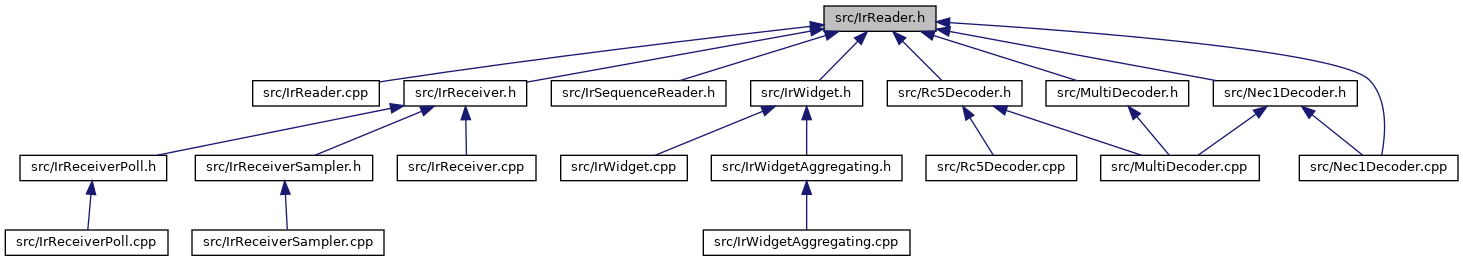 src/IrReader.h
src/IrReader.cpp
src/IrReceiver.h
src/IrSequenceReader.h
src/IrWidget.h
src/Rc5Decoder.h
src/MultiDecoder.h
src/Nec1Decoder.h
src/IrReceiverPoll.h
src/IrReceiverSampler.h
src/IrReceiver.cpp
src/IrWidget.cpp
src/IrWidgetAggregating.h
src/Rc5Decoder.cpp
src/MultiDecoder.cpp
src/Nec1Decoder.cpp
src/IrReceiverPoll.cpp
src/IrReceiverSampler.cpp
src/IrWidgetAggregating.cpp